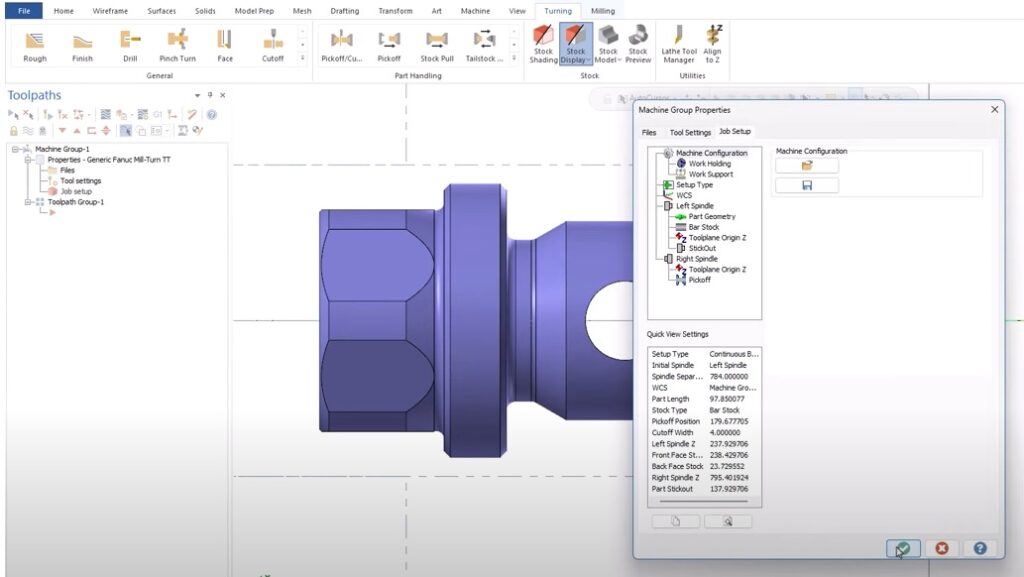 File Home Wireframe Surfaces Solids Model Prep Mesh Drafting Transform Art Machine View Turning Milling
Rough Finish Drill Pinch Turn Face Cutoff Pickoff/Cu... Pickoff Stock Pull Tailstock ... Stock Shading Stock Display Stock Model Stock Preview Lathe Tool Manager Align to Z
General Part Handling Stock Utilities
Toolpaths
Machine Group-1
Properties - Generic Fanuc Mill-Turn TT
Files
Tool settings
Job setup
Toolpath Group-1
AutoCursor
Machine Group Properties
Files Tool Settings Job Setup
Machine Configuration
Work Holding
Work Support
Setup Type
WCS
Left Spindle
Part Geometry
Bar Stock
Toolplane Origin Z
StickOut
Right Spindle
Toolplane Origin Z
Pickoff
Machine Configuration
Quick View Settings
Setup Type Continuous B...
Initial Spindle Left Spindle
Spindle Separ... 784.000000
WCS Machine Gro...
Part Length 97.850077
Stock Type Bar Stock
Pickoff Position 179.677705
Cutoff Width 4.000000
Left Spindle Z 237.929706
Front Face St... 238.429706
Back Face Stock 23.729552
Right Spindle Z 795.401924
Part Stickout 137.929706